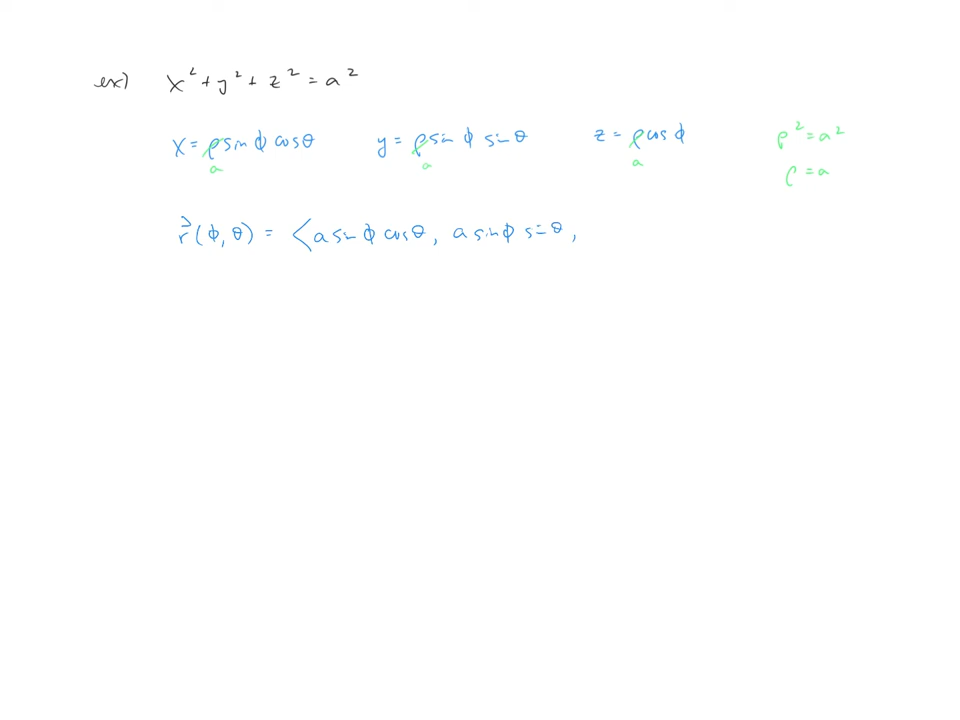 ex) x² + y² + z² = a²
x = ρ sin φ cos θ   y = ρ sin φ sin θ   z = ρ cos φ   ρ² = a²
a   a   a   ρ = a
r⃗(φ, θ) = ⟨a sin φ cos θ, a sin φ sin θ,